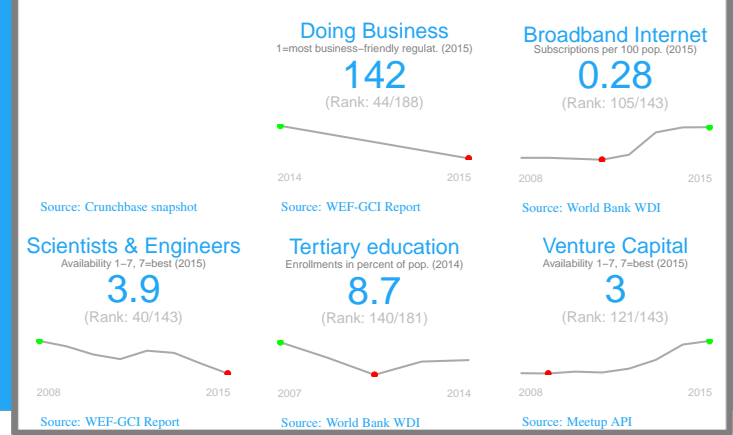 Doing Business
1=most business−friendly regulat. (2015)
142
(Rank: 44/188)
2014 2015
Source: WEF-GCI Report
Broadband Internet
Subscriptions per 100 pop. (2015)
0.28
(Rank: 105/143)
2008 2015
Source: World Bank WDI
Source: Crunchbase snapshot
Scientists & Engineers
Availability 1−7, 7=best (2015)
3.9
(Rank: 40/143)
2008 2015
Source: WEF-GCI Report
Tertiary education
Enrollments in percent of pop. (2014)
8.7
(Rank: 140/181)
2007 2014
Source: World Bank WDI
Venture Capital
Availability 1−7, 7=best (2015)
3
(Rank: 121/143)
2008 2015
Source: Meetup API